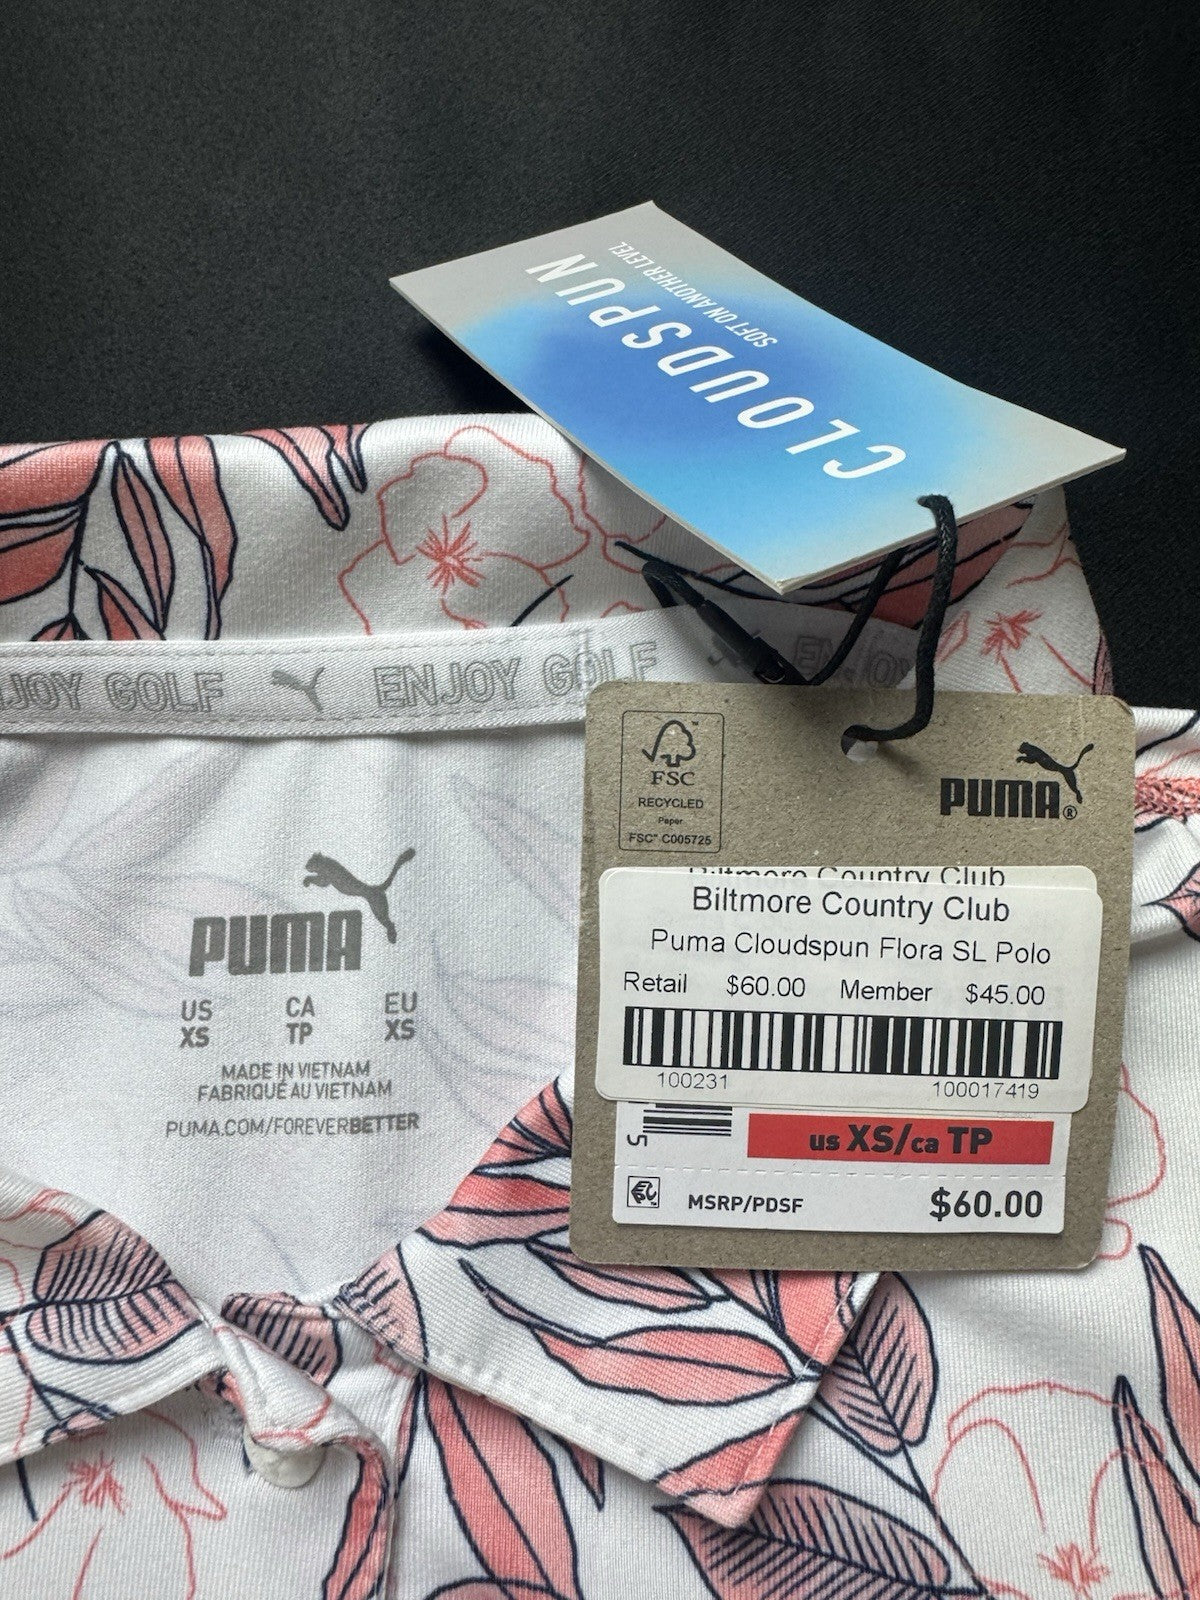 CLOUDSPUN
SOFT ON ANOTHER LEVEL
JOY GOLF ENJOY GOLF ENJOY
FSC™
RECYCLED
Paper
FSC® C005725
PUMA®
Biltmore Country Club
Biltmore Country Club
Puma Cloudspun Flora SL Polo
Retail $60.00 Member $45.00
100231 100017419
5
us XS/ca TP
MSRP/PDSF $60.00
PUMA
US CA EU
XS TP XS
MADE IN VIETNAM
FABRIQUÉ AU VIETNAM
PUMA.COM/FOREVERBETTER